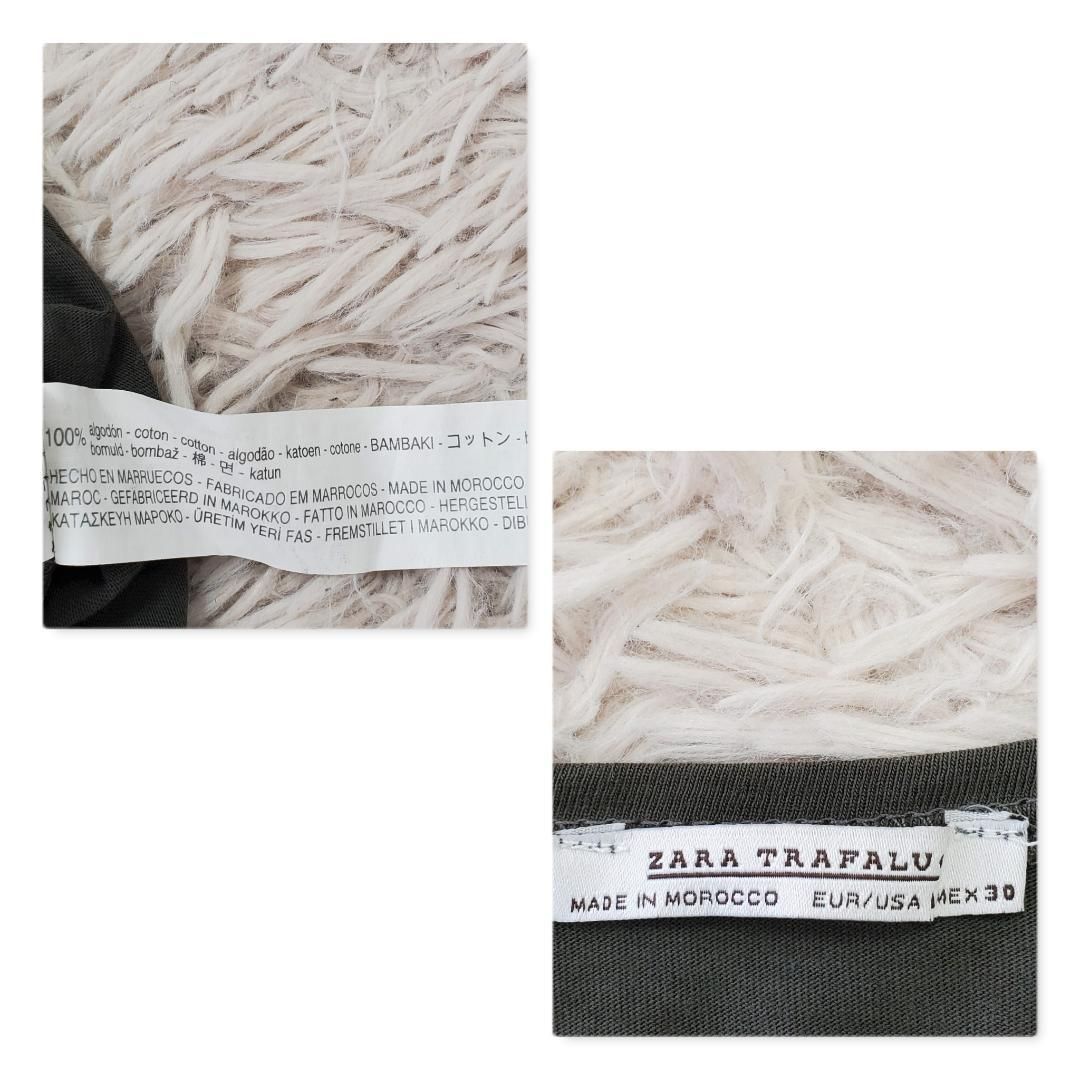 100% algodón - coton - cotton - algodão - katoen - cotone - BAMBAKI - コットン -
bomuld - bombaž - 棉 - 면 - katun
HECHO EN MARRUECOS - FABRICADO EM MARROCOS - MADE IN MOROCCO
MAROC - GEFABRICEERD IN MAROKKO - FATTO IN MAROCCO - HERGESTELL
ΚΑΤΑΣΚΕΥΗ ΜΑΡΟΚΟ - ÜRETİM YERİ FAS - FREMSTILLET I MAROKKO - DIB
ZARA TRAFALU
MADE IN MOROCCO EUR/USA MEX 30